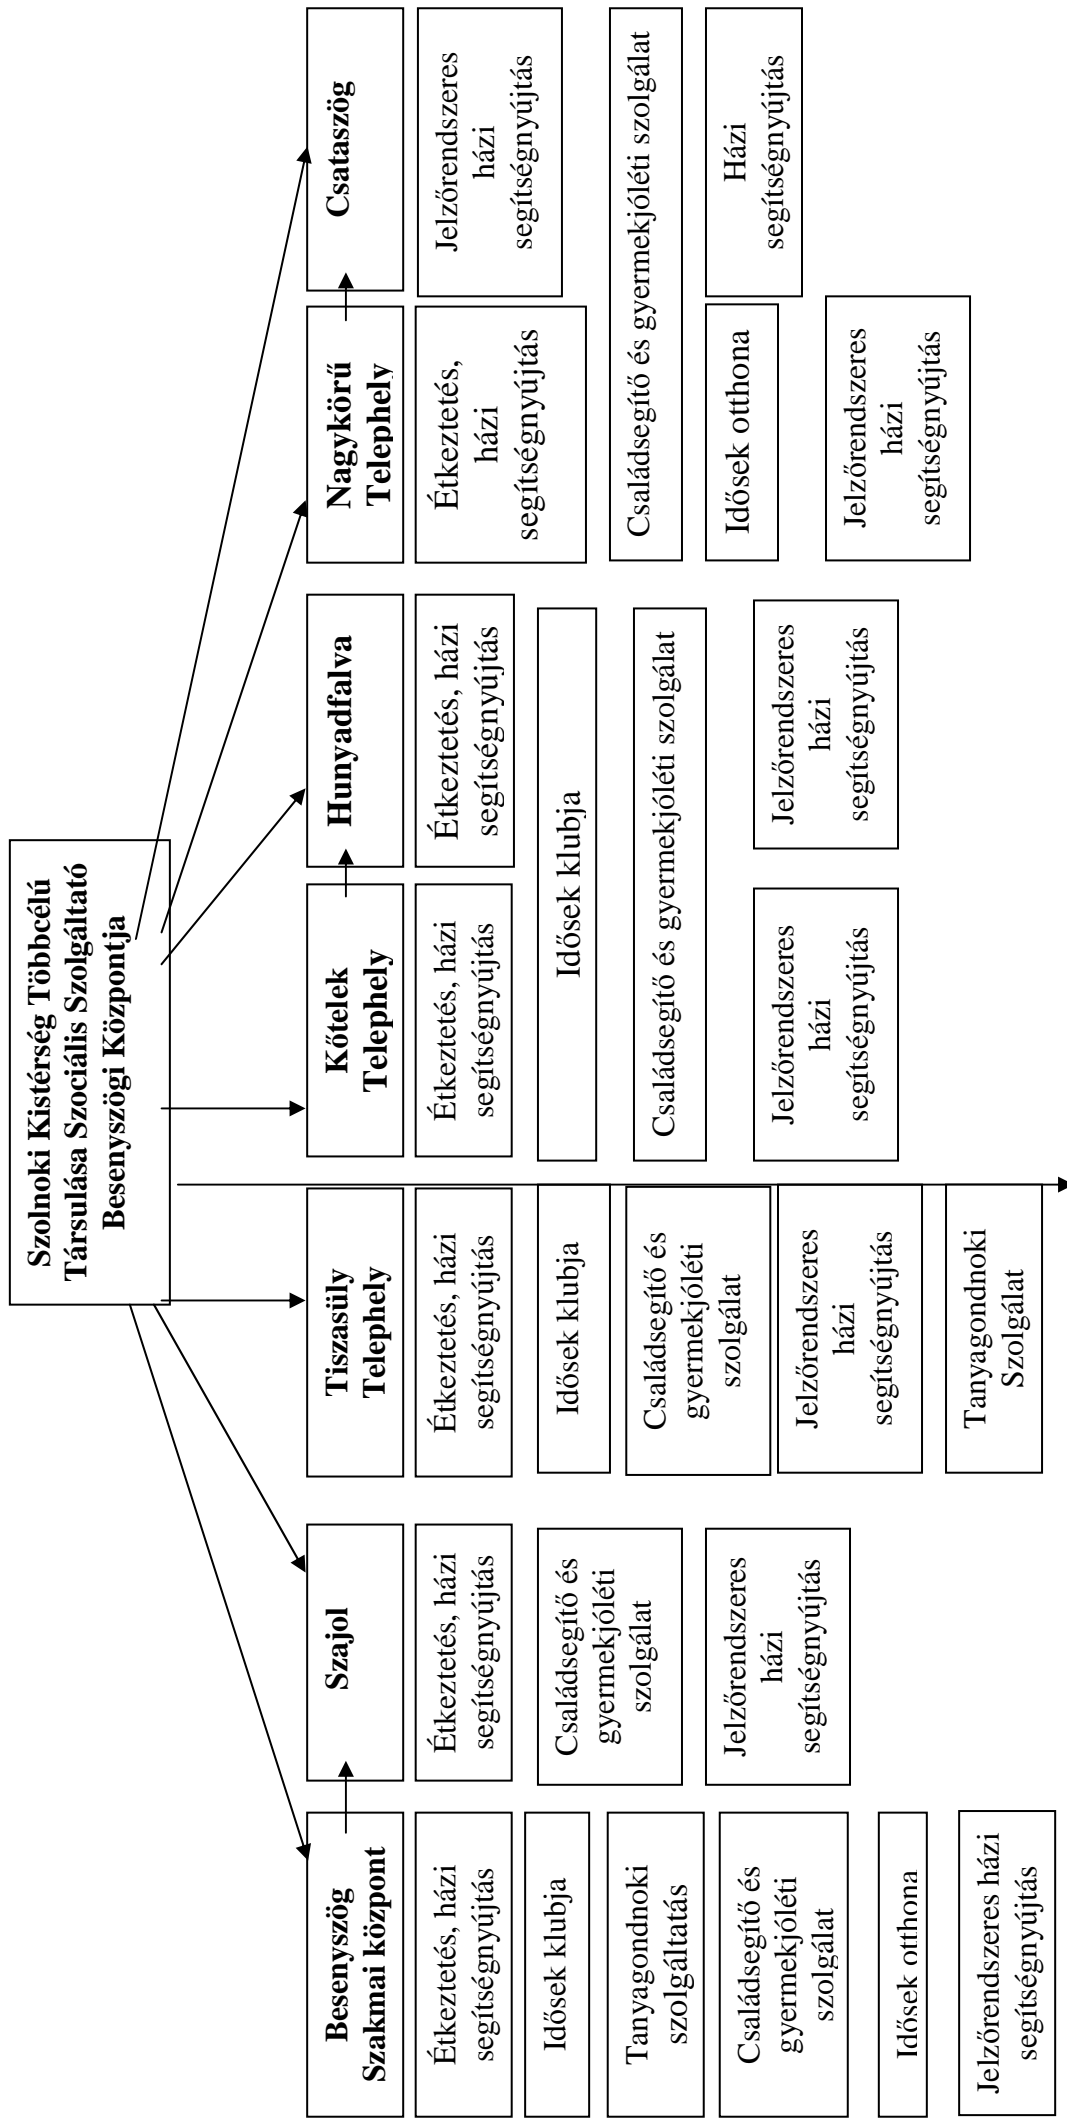 Szolnoki Kistérség Többcélú
Társulása Szociális Szolgáltató
Besenyszögi Központja
Besenyszög
Szakmai központ
Étkeztetés, házi
segítségnyújtás
Idősek klubja
Tanyagondnoki
szolgáltatás
Családsegítő és
gyermekjóléti
szolgálat
Idősek otthona
Jelzőrendszeres házi
segítségnyújtás
Szajol
Étkeztetés, házi
segítségnyújtás
Családsegítő és
gyermekjóléti
szolgálat
Jelzőrendszeres
házi
segítségnyújtás
Tiszasüly
Telephely
Étkeztetés, házi
segítségnyújtás
Idősek klubja
Családsegítő és
gyermekjóléti
szolgálat
Jelzőrendszeres
házi
segítségnyújtás
Tanyagondnoki
Szolgálat
Kőtelek
Telephely
Étkeztetés, házi
segítségnyújtás
Hunyadfalva
Étkeztetés, házi
segítségnyújtás
Idősek klubja
Családsegítő és gyermekjóléti szolgálat
Jelzőrendszeres
házi
segítségnyújtás
Jelzőrendszeres
házi
segítségnyújtás
Nagykörű
Telephely
Étkeztetés,
házi
segítségnyújtás
Csataszög
Jelzőrendszeres
házi
segítségnyújtás
Családsegítő és gyermekjóléti szolgálat
Idősek otthona
Házi
segítségnyújtás
Jelzőrendszeres
házi
segítségnyújtás